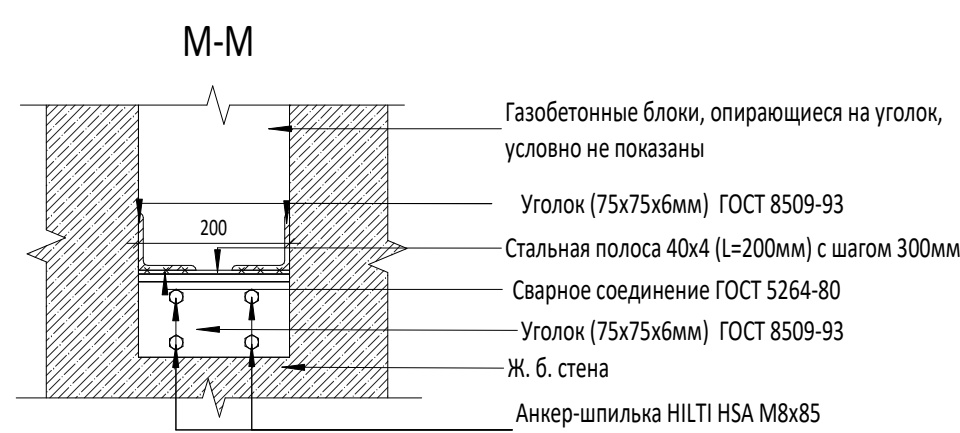 М-М
Газобетонные блоки, опирающиеся на уголок,
условно не показаны
Уголок (75х75х6мм) ГОСТ 8509-93
200
Стальная полоса 40х4 (L=200мм) с шагом 300мм
Сварное соединение ГОСТ 5264-80
Уголок (75х75х6мм) ГОСТ 8509-93
Ж. б. стена
Анкер-шпилька HILTI HSA М8х85